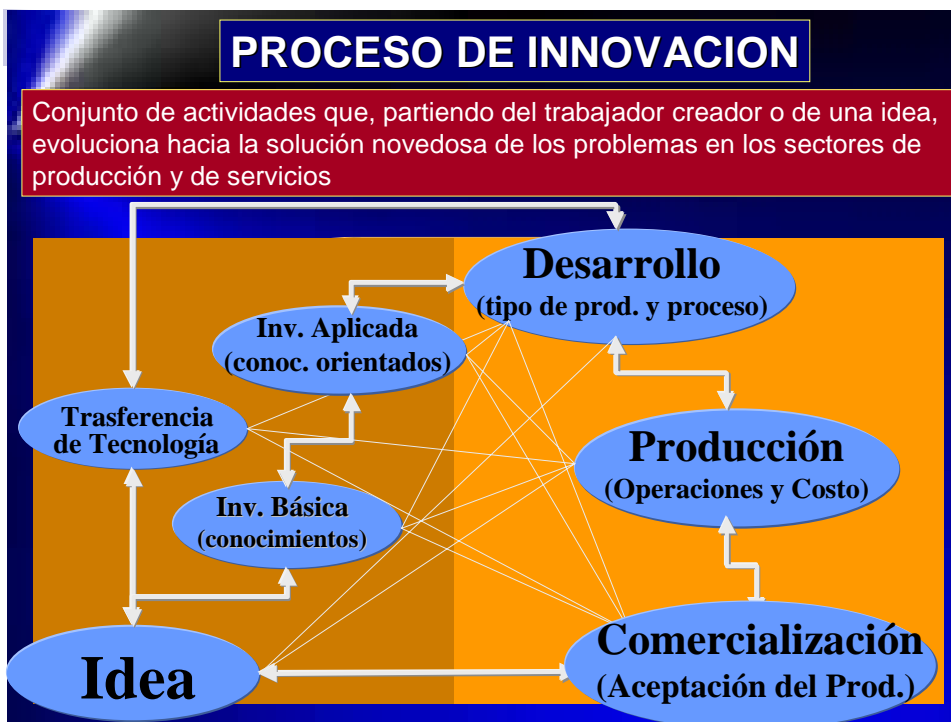 PROCESO DE INNOVACION
Conjunto de actividades que, partiendo del trabajador creador o de una idea,
evoluciona hacia la solución novedosa de los problemas en los sectores de
producción y de servicios
Desarrollo
(tipo de prod. y proceso)
Inv. Aplicada
(conoc. orientados)
Trasferencia
de Tecnología
Producción
(Operaciones y Costo)
Inv. Básica
(conocimientos)
Comercialización
(Aceptación del Prod.)
Idea